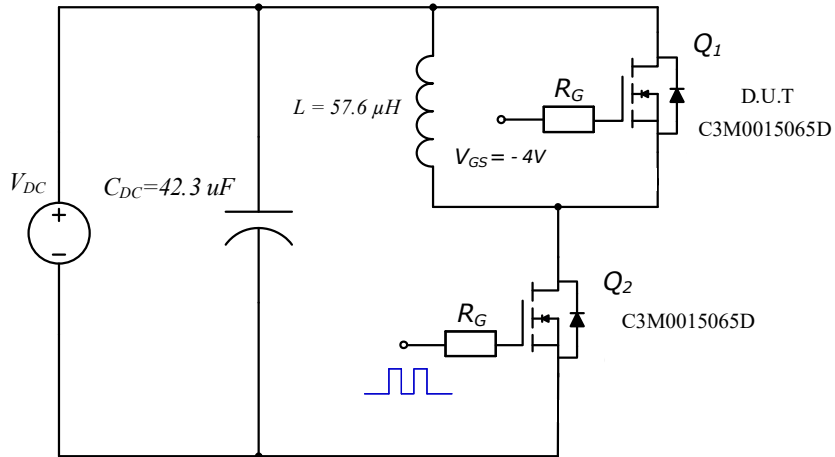 Q1
D.U.T
C3M0015065D
RG
L = 57.6 µH
VGS = - 4V
VDC
+
−
CDC=42.3 uF
Q2
C3M0015065D
RG